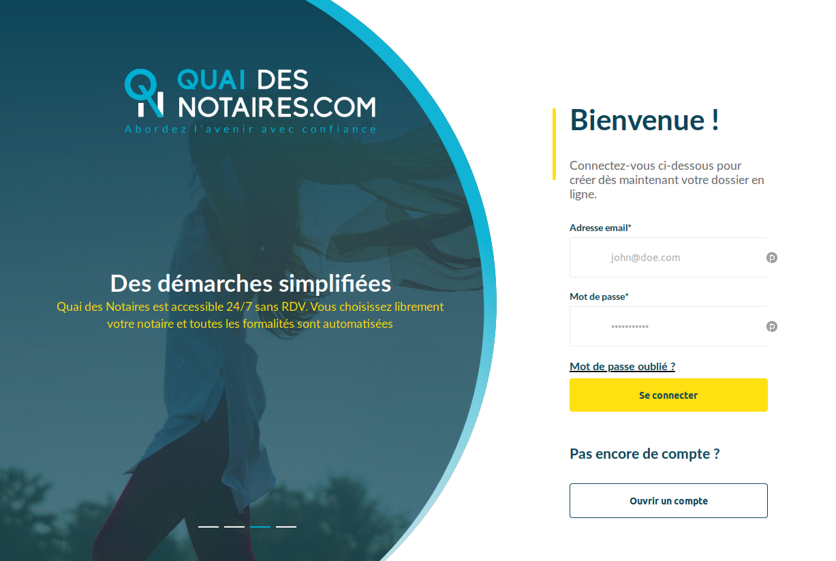 QUAI DES
NOTAIRES.COM
Abordez l'avenir avec confiance
Des démarches simplifiées
Quai des Notaires est accessible 24/7 sans RDV. Vous choisissez librement
votre notaire et toutes les formalités sont automatisées
Bienvenue !
Connectez-vous ci-dessous pour
créer dès maintenant votre dossier en
ligne.
Adresse email*
john@doe.com
Mot de passe*
•••••••••••
Mot de passe oublié ?
Se connecter
Pas encore de compte ?
Ouvrir un compte